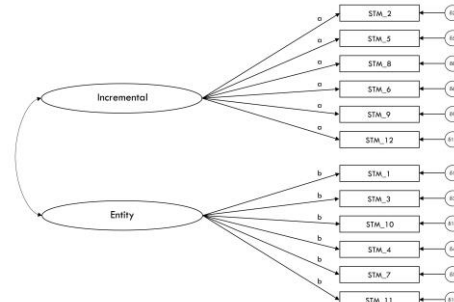 a
STM_2
a
STM_5
a
STM_8
Incremental
a
STM_6
a
STM_9
a
STM_12
b
STM_1
b
STM_3
Entity
b
STM_10
b
STM_4
b
STM_7
b
STM_11